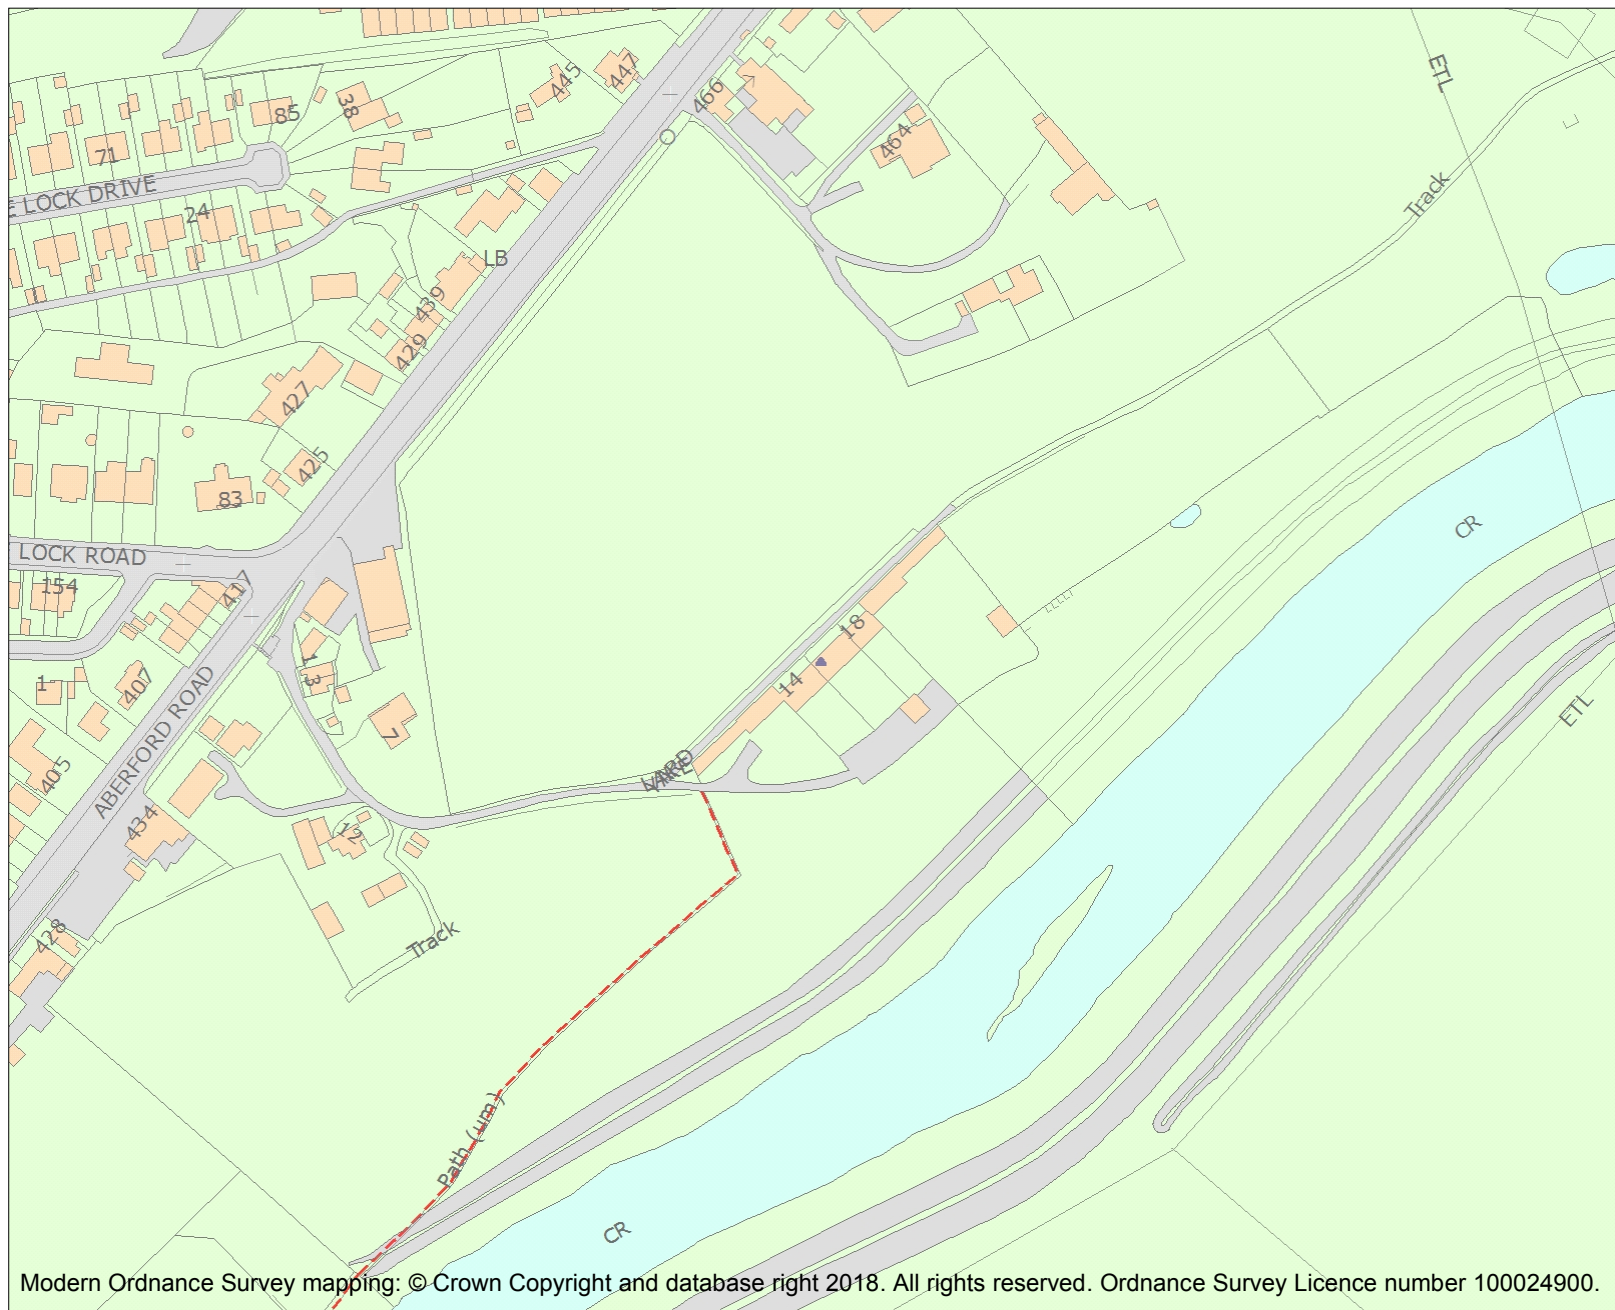 ETL
445
447
466
38
85
464
71
E LOCK DRIVE
24
Track
LB
439
429
427
425
83
CR
LOCK ROAD
154
417
18
13
1
407
14
ETL
7
405
ABERFORD ROAD
434
12
428
Track
Path (um)
CR
Modern Ordnance Survey mapping: © Crown Copyright and database right 2018. All rights reserved. Ordnance Survey Licence number 100024900.